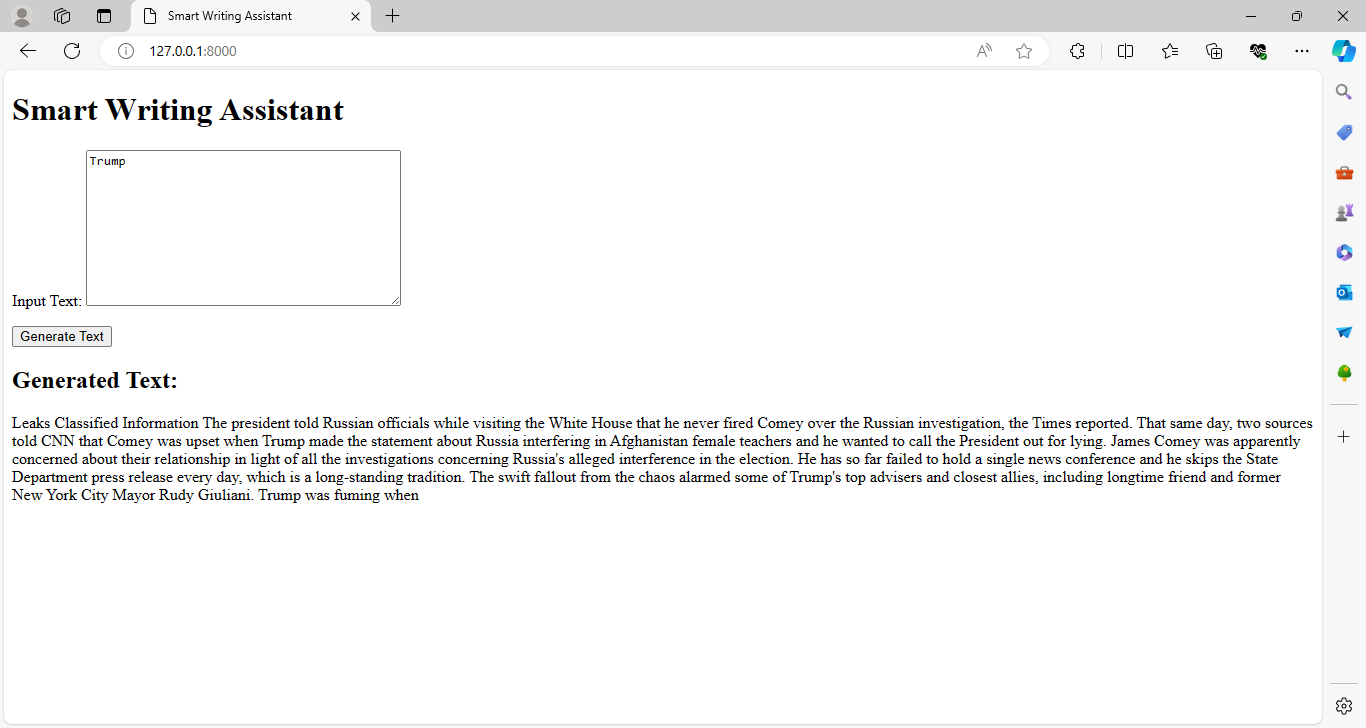 Smart Writing Assistant
127.0.0.1:8000
Smart Writing Assistant
Trump
Input Text:
Generate Text
Generated Text:
Leaks Classified Information The president told Russian officials while visiting the White House that he never fired Comey over the Russian investigation, the Times reported. That same day, two sources
told CNN that Comey was upset when Trump made the statement about Russia interfering in Afghanistan female teachers and he wanted to call the President out for lying. James Comey was apparently
concerned about their relationship in light of all the investigations concerning Russia's alleged interference in the election. He has so far failed to hold a single news conference and he skips the State
Department press release every day, which is a long-standing tradition. The swift fallout from the chaos alarmed some of Trump's top advisers and closest allies, including longtime friend and former
New York City Mayor Rudy Giuliani. Trump was fuming when